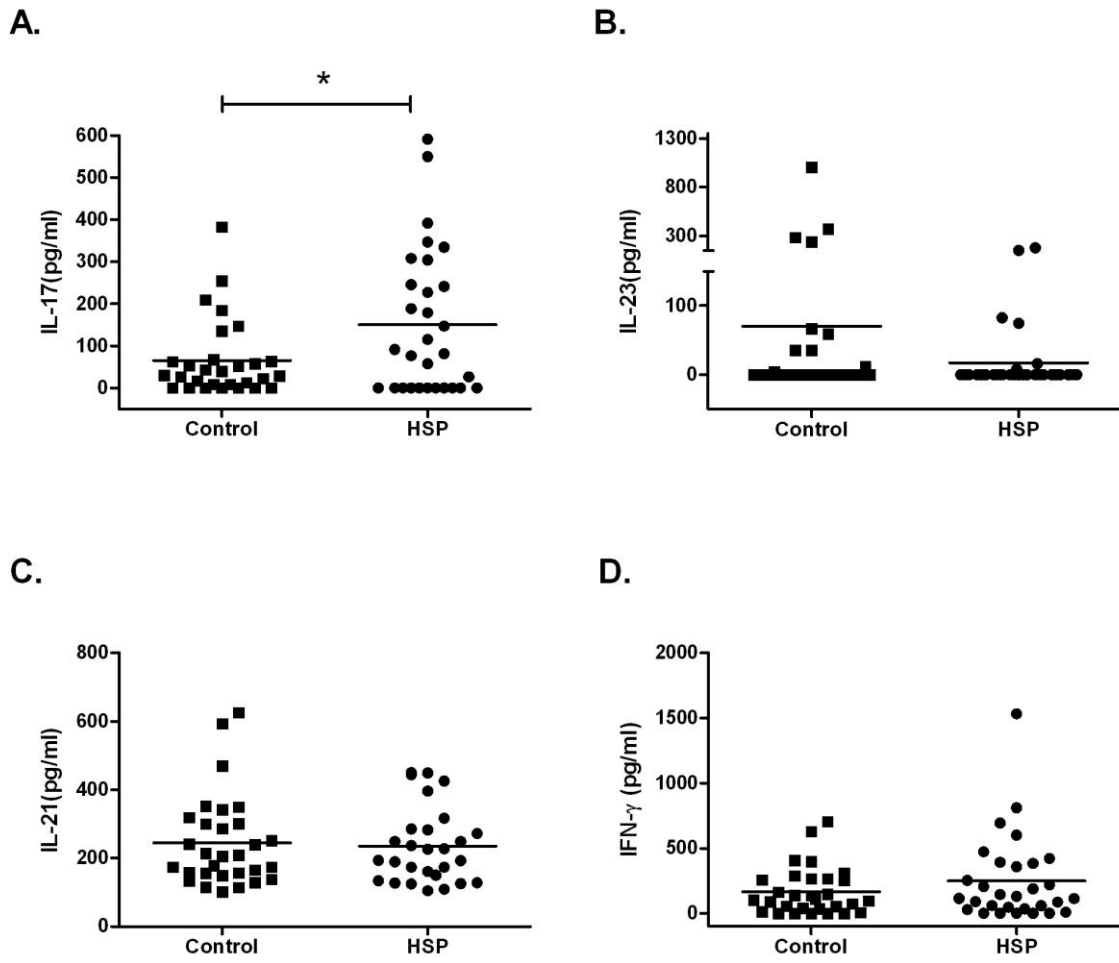 A.
*
600
500
400
300
200
100
0
IL-17(pg/ml)
Control HSP
B.
1300
800
300
100
0
IL-23(pg/ml)
Control HSP
C.
800
600
400
200
0
IL-21(pg/ml)
Control HSP
D.
2000
1500
1000
500
0
IFN-γ (pg/ml)
Control HSP